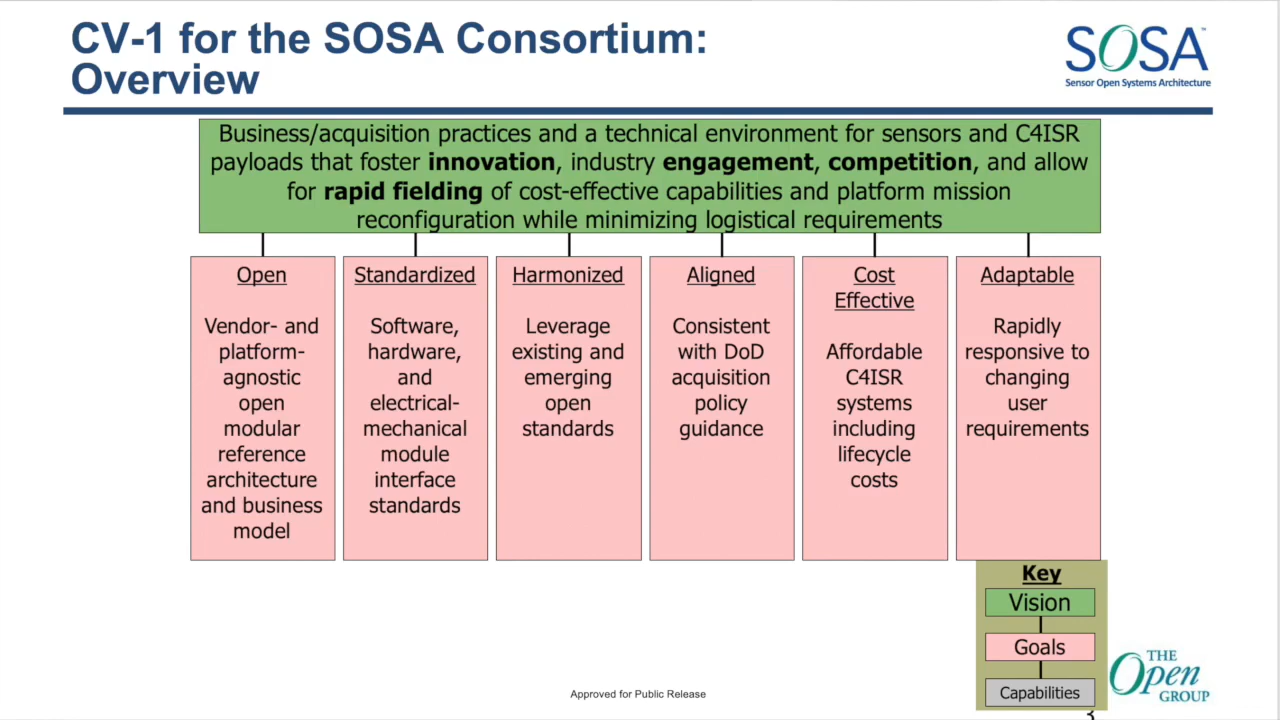 CV-1 for the SOSA Consortium:
Overview
SOSA™
Sensor Open Systems Architecture
Business/acquisition practices and a technical environment for sensors and C4ISR
payloads that foster innovation, industry engagement, competition, and allow
for rapid fielding of cost-effective capabilities and platform mission
reconfiguration while minimizing logistical requirements
Open
Vendor- and
platform-
agnostic
open
modular
reference
architecture
and business
model
Standardized
Software,
hardware,
and
electrical-
mechanical
module
interface
standards
Harmonized
Leverage
existing and
emerging
open
standards
Aligned
Consistent
with DoD
acquisition
policy
guidance
Cost
Effective
Affordable
C4ISR
systems
including
lifecycle
costs
Adaptable
Rapidly
responsive to
changing
user
requirements
Key
Vision
Goals
Capabilities
THE
Open
GROUP
Approved for Public Release
3